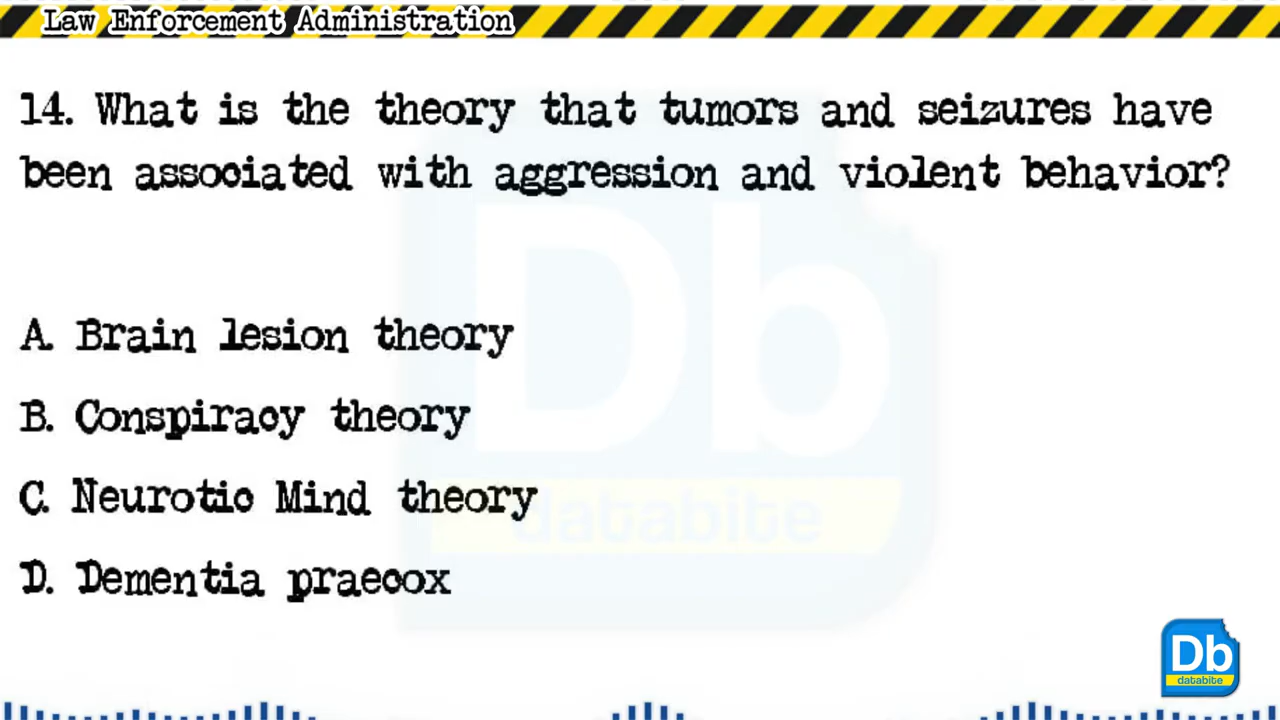 Law Enforcement Administration
14. What is the theory that tumors and seizures have
been associated with aggression and violent behavior?
A. Brain lesion theory
B. Conspiracy theory
C. Neurotic Mind theory
D. Dementia praecox
Db
databite
Db
databite